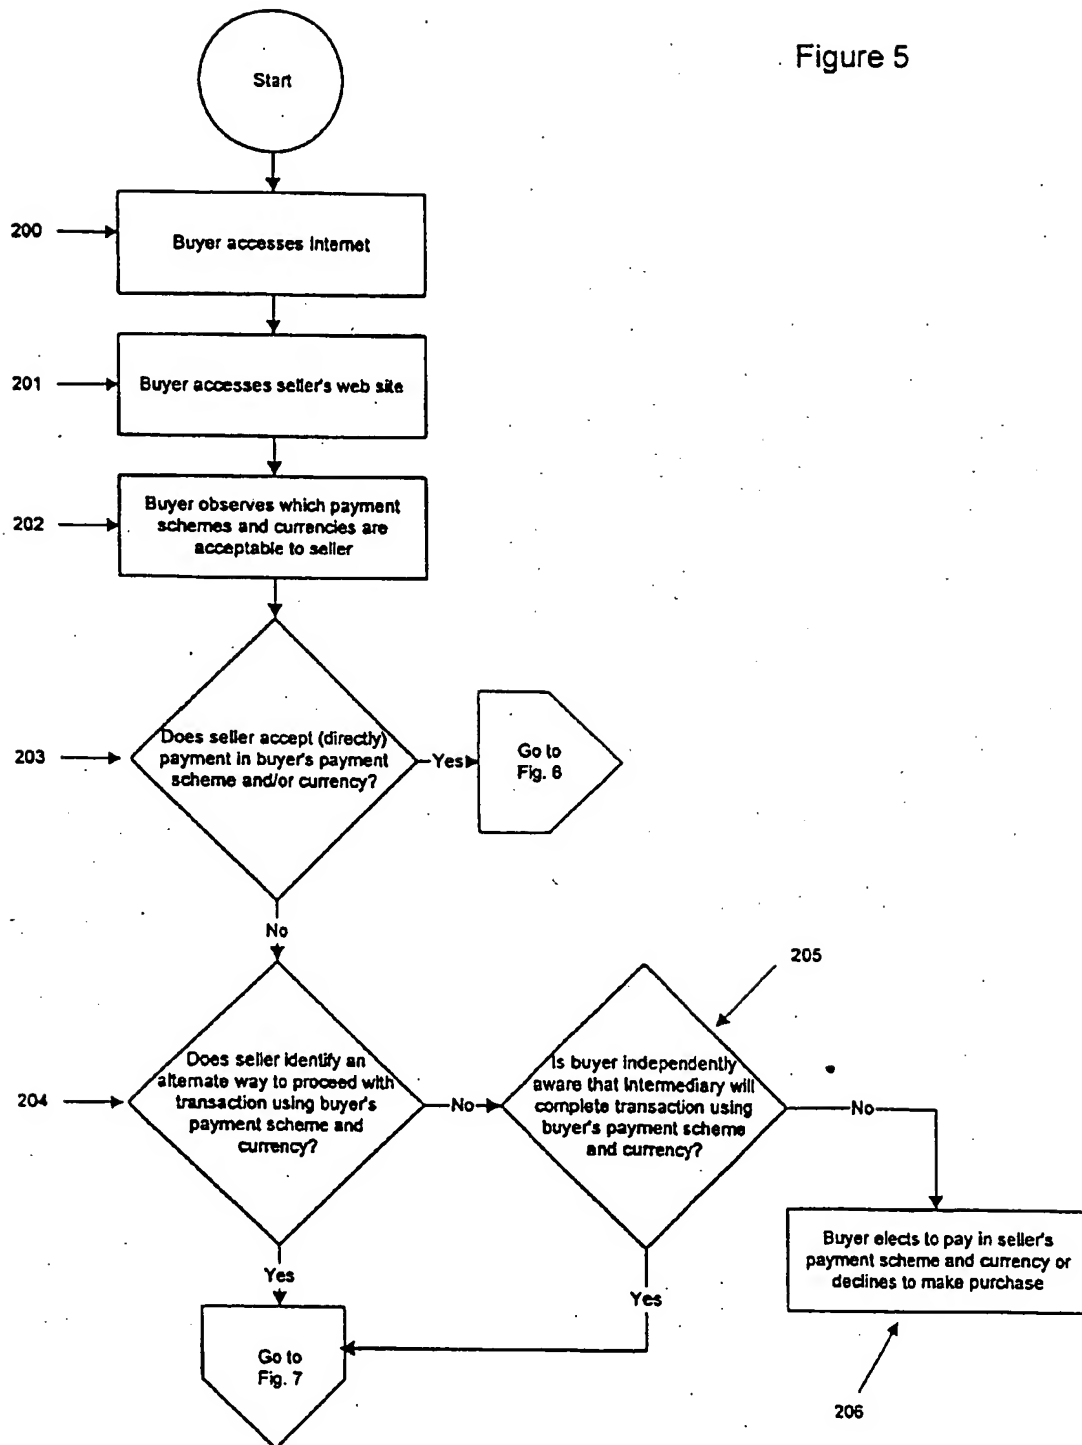 Figure 5
Start
200
Buyer accesses Internet
201
Buyer accesses seller's web site
202
Buyer observes which payment
schemes and currencies are
acceptable to seller
203
Does seller accept (directly)
payment in buyer's payment
scheme and/or currency?
Yes
Go to
Fig. 6
No
205
204
Does seller identify an
alternate way to proceed with
transaction using buyer's
payment scheme and
currency?
No
Is buyer independently
aware that intermediary will
complete transaction using
buyer's payment scheme
and currency?
No
Buyer elects to pay in seller's
payment scheme and currency or
declines to make purchase
Yes
Yes
Go to
Fig. 7
206